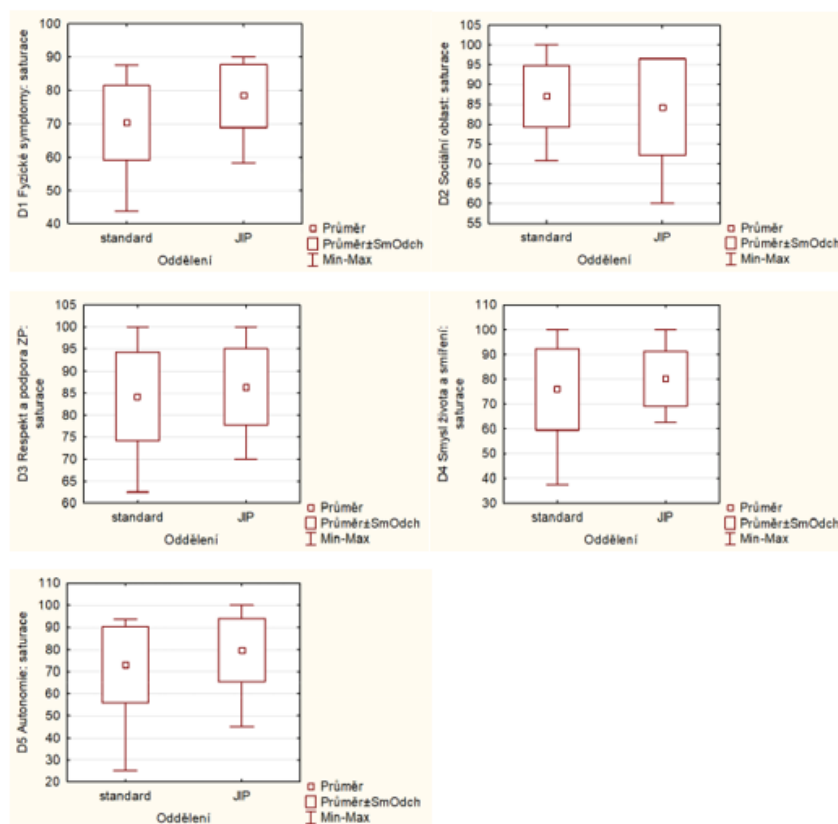 D1 Fyzické symptomy: saturace
100
90
80
70
60
50
40
standard
JIP
Oddělení
Průměr
Průměr±SmOdch
Min-Max
D2 Sociální oblast: saturace
105
100
95
90
85
80
75
70
65
60
55
standard
JIP
Oddělení
Průměr
Průměr±SmOdch
Min-Max
D3 Respekt a podpora ZP:
saturace
105
100
95
90
85
80
75
70
65
60
standard
JIP
Oddělení
Průměr
Průměr±SmOdch
Min-Max
D4 Smysl života a smíření:
saturace
110
100
90
80
70
60
50
40
30
standard
JIP
Oddělení
Průměr
Průměr±SmOdch
Min-Max
D5 Autonomie: saturace
110
100
90
80
70
60
50
40
30
20
standard
JIP
Oddělení
Průměr
Průměr±SmOdch
Min-Max